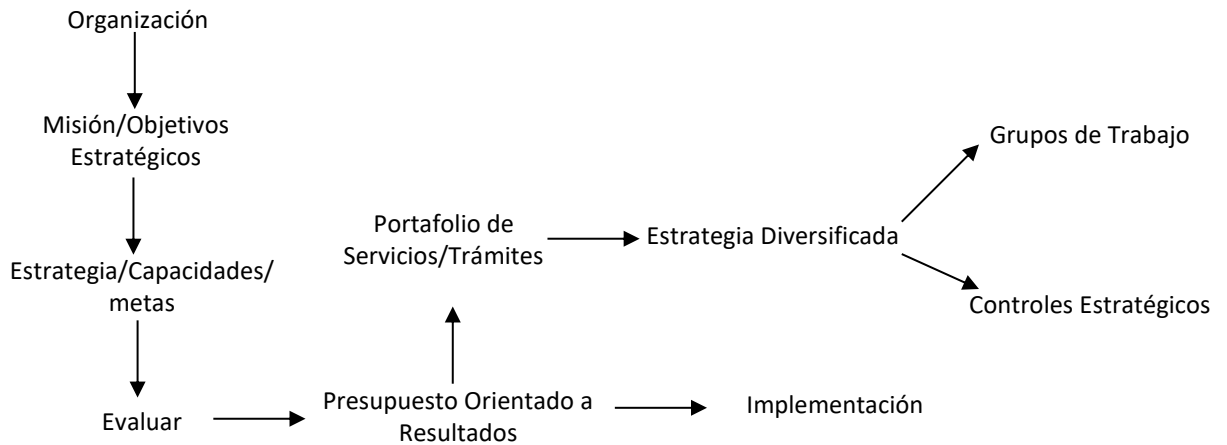 Organización
Misión/Objetivos
Estratégicos
Estrategia/Capacidades/
metas
Evaluar
Presupuesto Orientado a
Resultados
Implementación
Portafolio de
Servicios/Trámites
Estrategia Diversificada
Grupos de Trabajo
Controles Estratégicos